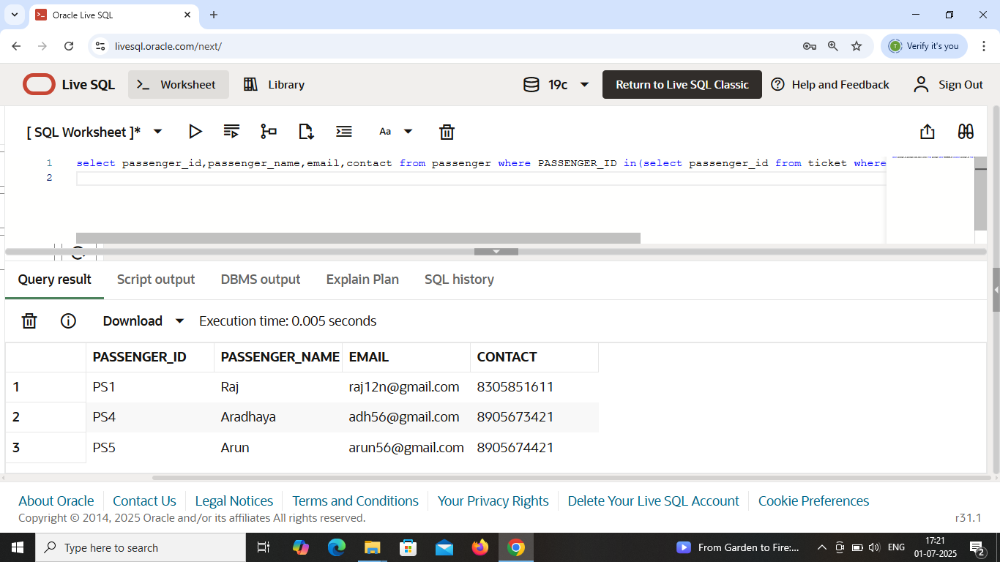 Oracle Live SQL
livesql.oracle.com/next/
Verify it's you
Live SQL
Worksheet
Library
19c
Return to Live SQL Classic
Help and Feedback
Sign Out
[ SQL Worksheet ]*
Aa
1 select passenger_id,passenger_name,email,contact from passenger where PASSENGER_ID in(select passenger_id from ticket where
2
Query result
Script output
DBMS output
Explain Plan
SQL history
Download
Execution time: 0.005 seconds
PASSENGER_ID PASSENGER_NAME EMAIL CONTACT
1 PS1 Raj raj12n@gmail.com 8305851611
2 PS4 Aradhaya adh56@gmail.com 8905673421
3 PS5 Arun arun56@gmail.com 8905674421
About Oracle
Contact Us
Legal Notices
Terms and Conditions
Your Privacy Rights
Delete Your Live SQL Account
Cookie Preferences
Copyright © 2014, 2025 Oracle and/or its affiliates All rights reserved.
r31.1
Type here to search
From Garden to Fire:...
ENG
17:21
01-07-2025
2